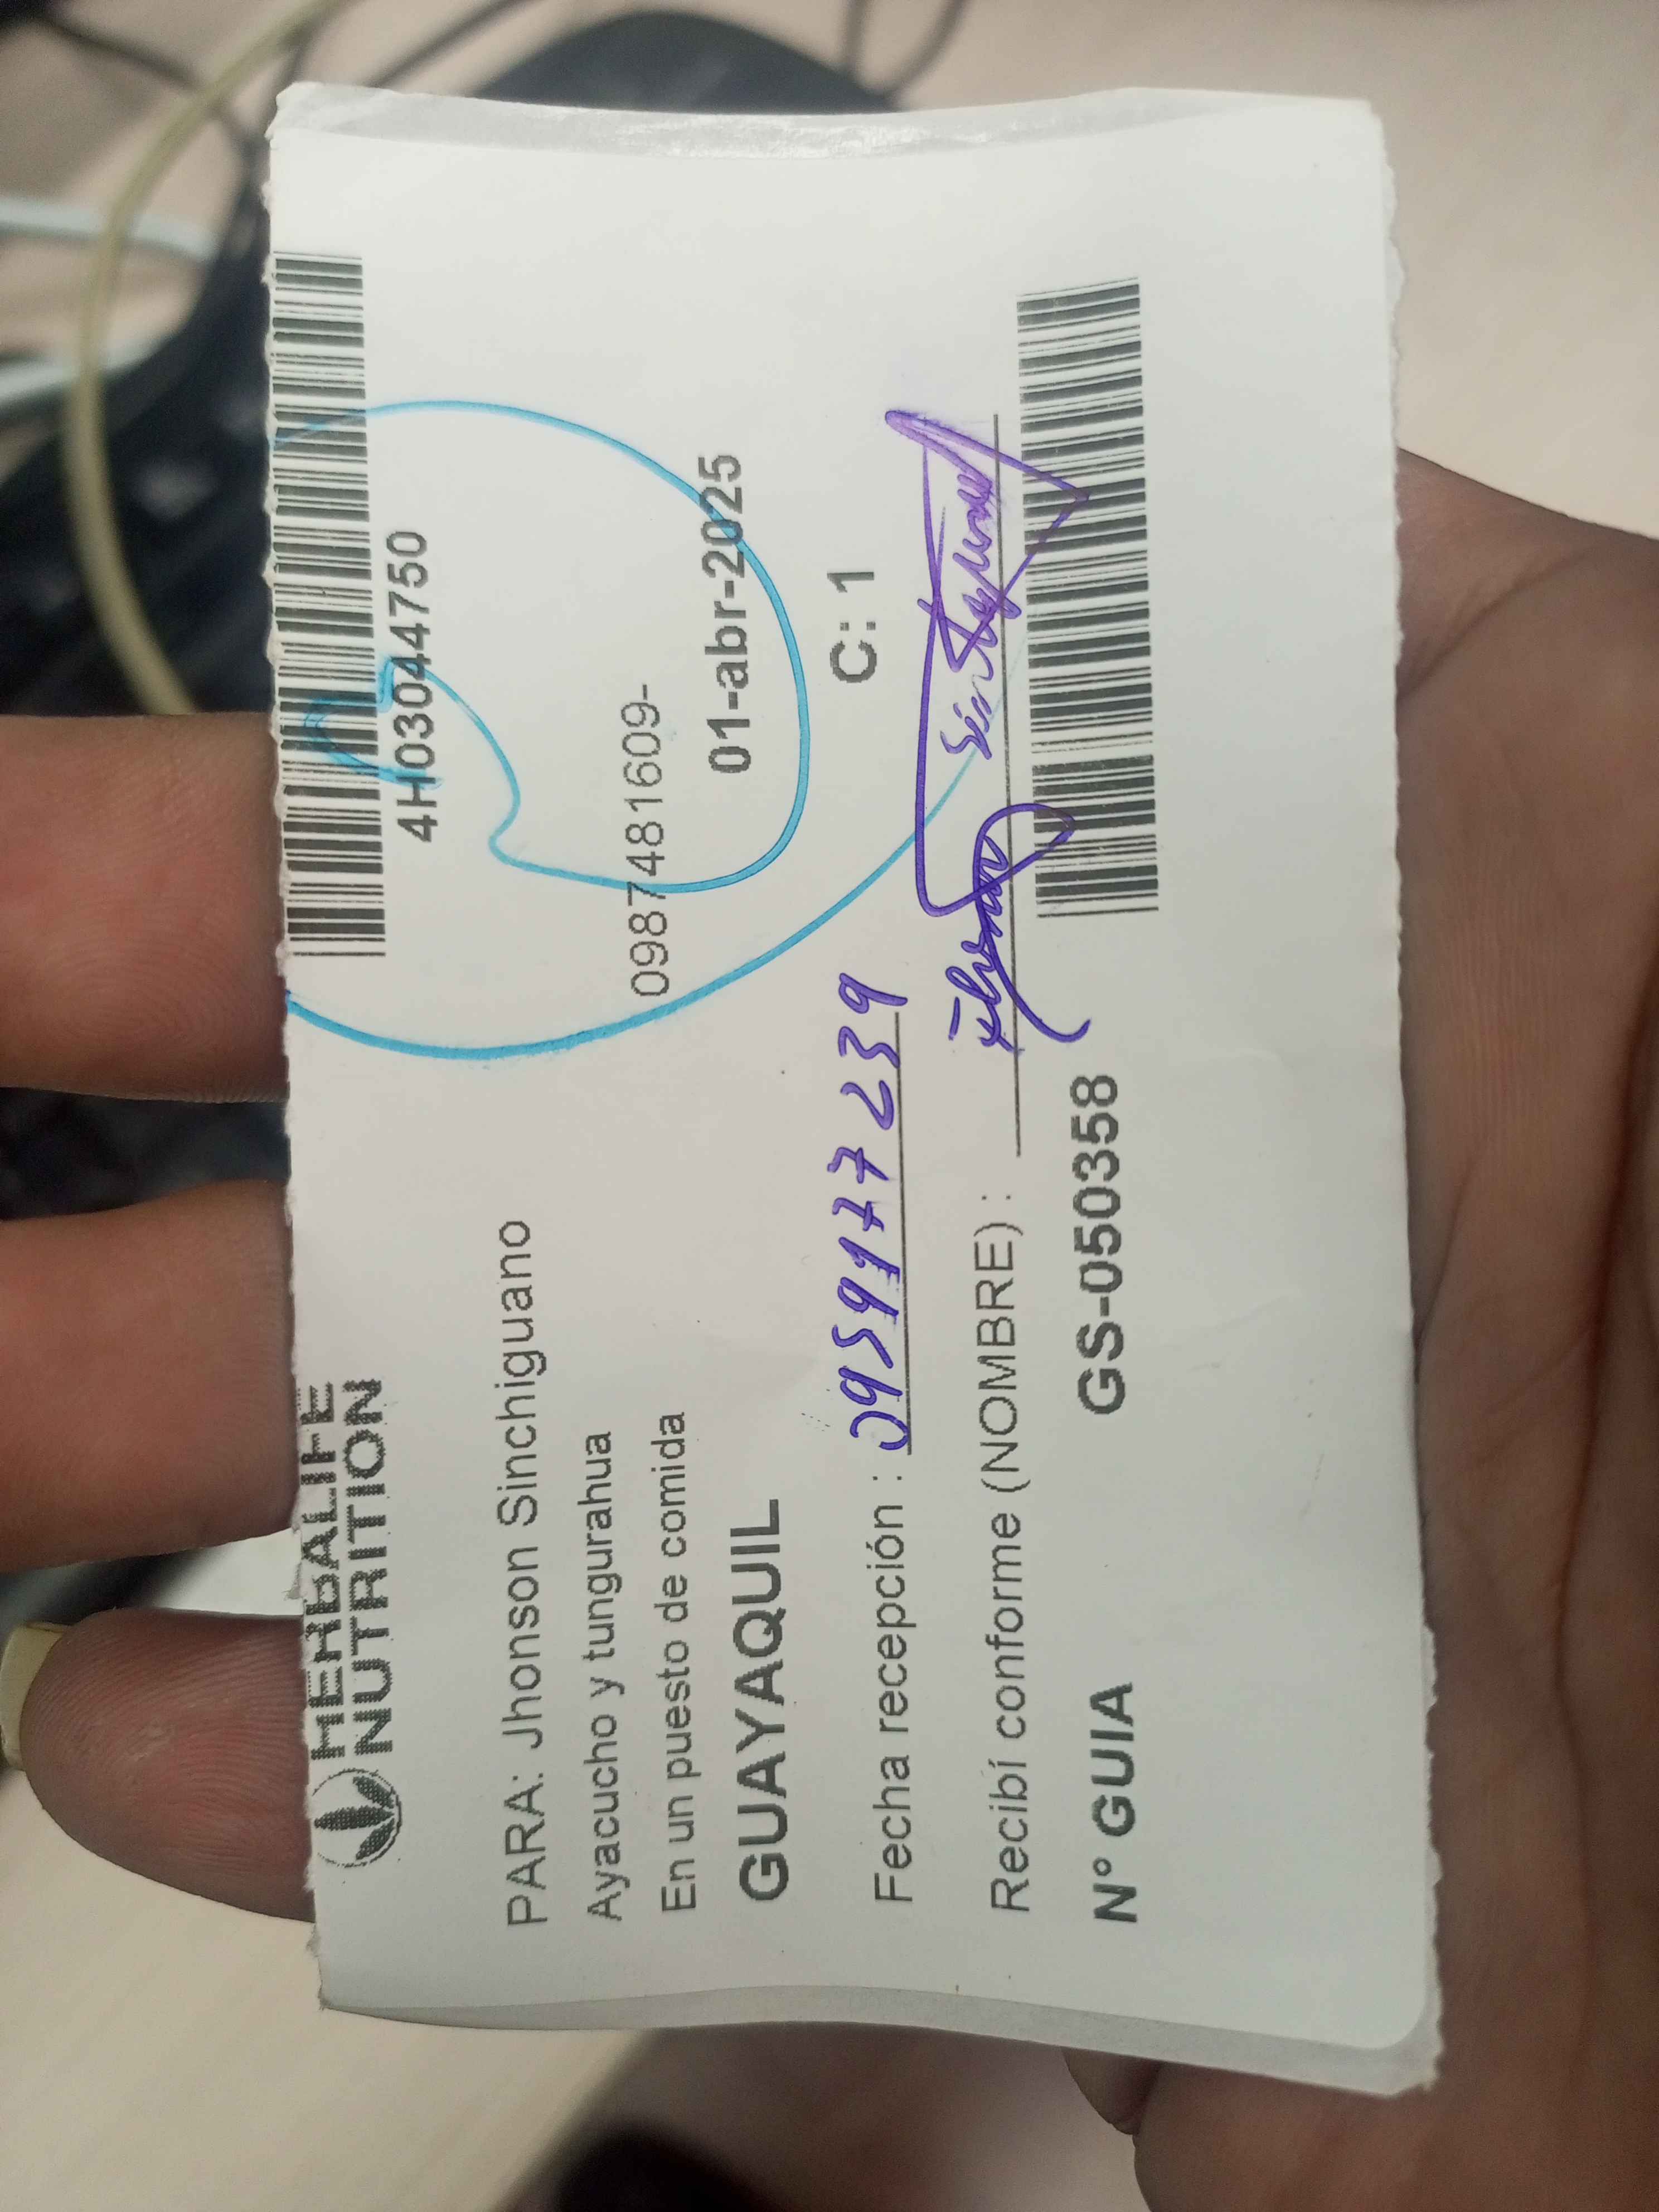 HERBALIFE
NUTRITION
4H03044750
PARA: Jhonson Sinchiguano
Ayacucho y tungurahua
En un puesto de comida
0987481609-
GUAYAQUIL
01-abr-2025
C: 1
Fecha recepción : 0959177239
Recibí conforme (NOMBRE) :
N° GUIA GS-050358